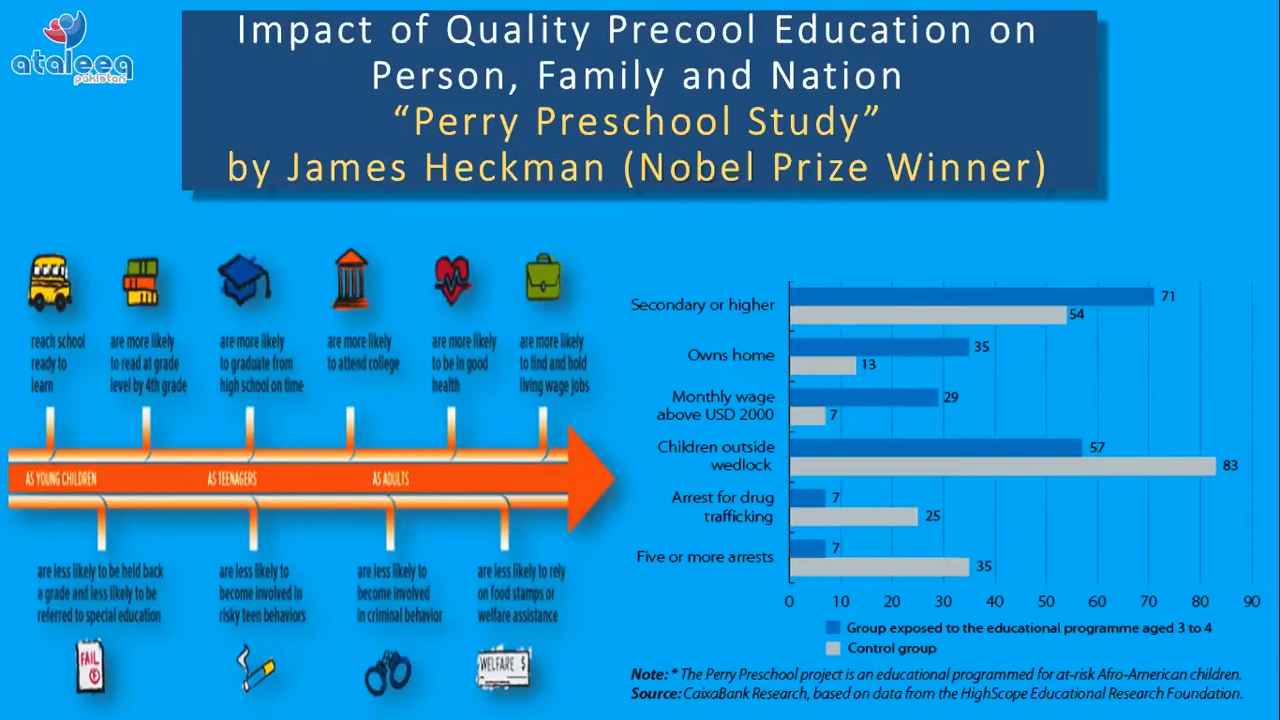 ataleeq
pakistan
Impact of Quality Precool Education on
Person, Family and Nation
“Perry Preschool Study”
by James Heckman (Nobel Prize Winner)
reach school
ready to
learn
are more likely
to read at grade
level by 4th grade
are more likely
to graduate from
high school on time
are more likely
to attend college
are more likely
to be in good
health
are more likely
to find and hold
living wage jobs
AS YOUNG CHILDREN
AS TEENAGERS
AS ADULTS
are less likely to be held back
a grade and less likely to be
referred to special education
are less likely to
become involved in
risky teen behaviors
are less likely to
become involved
in criminal behavior
are less likely to rely
on food stamps or
welfare assistance
FAIL
F
WELFARE $
Secondary or higher
71
54
Owns home
35
13
Monthly wage
above USD 2000
29
7
Children outside
wedlock
57
83
Arrest for drug
trafficking
7
25
Five or more arrests
7
35
0 10 20 30 40 50 60 70 80 90
Group exposed to the educational programme aged 3 to 4
Control group
Note: * The Perry Preschool project is an educational programmed for at-risk Afro-American children.
Source: CaixaBank Research, based on data from the HighScope Educational Research Foundation.